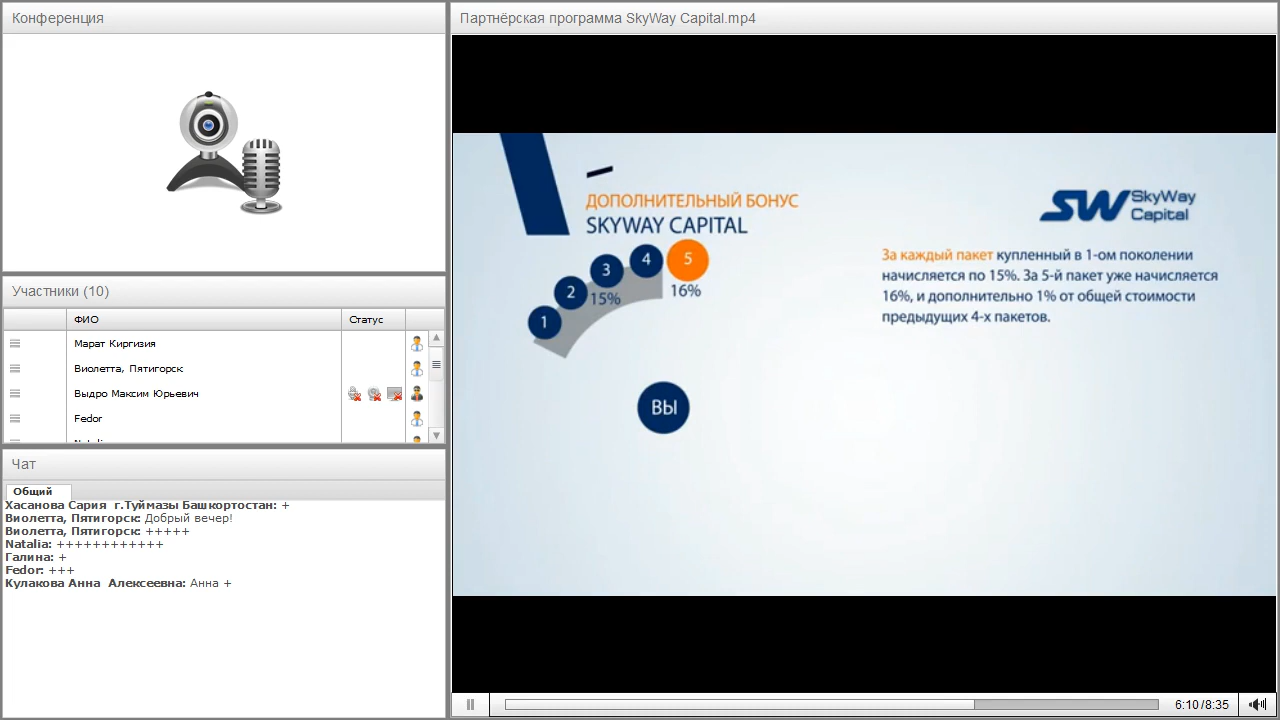 Конференция
Партнёрская программа SkyWay Capital.mp4
Участники (10)
ФИО
Статус
Марат Киргизия
Виолетта, Пятигорск
Выдро Максим Юрьевич
Fedor
Чат
Общий
Хасанова Сария г.Туймазы Башкортостан: +
Виолетта, Пятигорск: Добрый вечер!
Виолетта, Пятигорск: +++++
Natalia: ++++++++++++
Галина: +
Fedor: +++
Кулакова Анна Алексеевна: Анна +
ДОПОЛНИТЕЛЬНЫЙ БОНУС
SKYWAY CAPITAL
1
2
3
4
5
15%
16%
ВЫ
SW SkyWay
Capital
За каждый пакет купленный в 1-ом поколении
начисляется по 15%. За 5-й пакет уже начисляется
16%, и дополнительно 1% от общей стоимости
предыдущих 4-х пакетов.
6:10/8:35